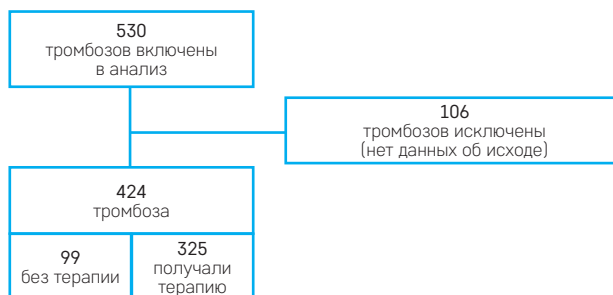 530
тромбозов включены
в анализ
106
тромбозов исключены
(нет данных об исходе)
424
тромбоза
99
без терапии
325
получали
терапию